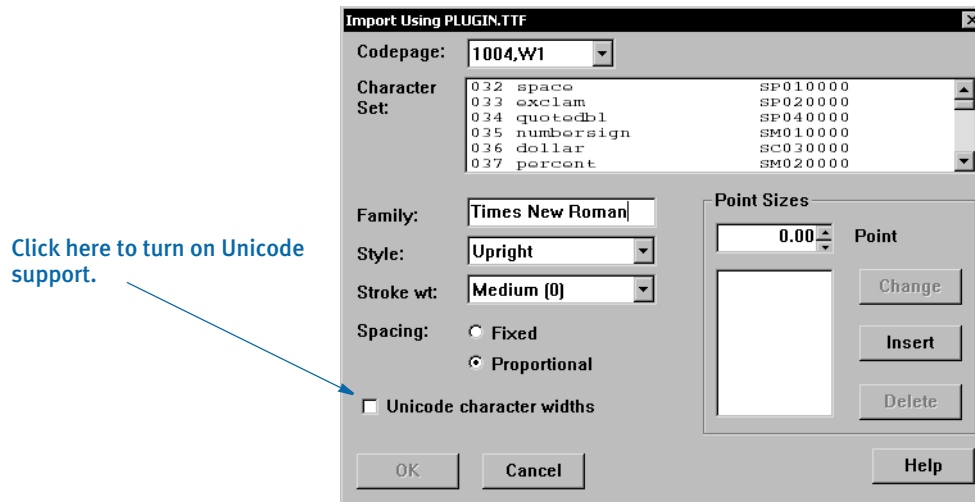 Import Using PLUGIN.TTF
Codepage: 1004,W1
Character Set:
032 space SP010000
033 exclam SP020000
034 quotedbl SP040000
035 numbersign SM010000
036 dollar SC030000
037 percent SM020000
Family: Times New Roman
Style: Upright
Stroke wt: Medium (0)
Spacing: Fixed
Proportional
Unicode character widths
Point Sizes
0.00 Point
Change
Insert
Delete
OK
Cancel
Help
Click here to turn on Unicode
support.